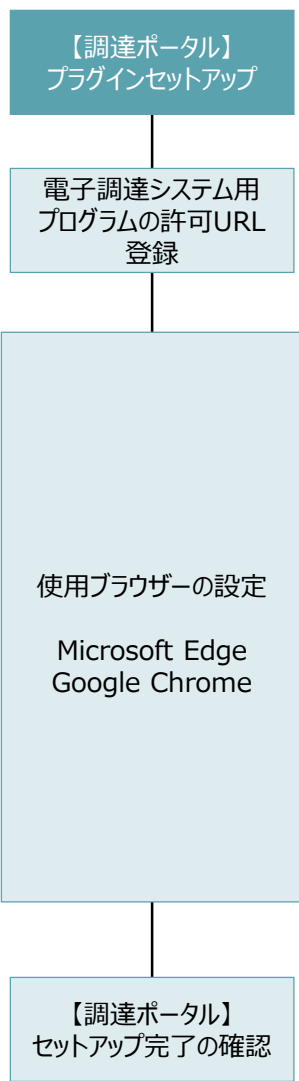 【調達ポータル】
プラグインセットアップ
電子調達システム用
プログラムの許可URL
登録
使用ブラウザーの設定
Microsoft Edge
Google Chrome
【調達ポータル】
セットアップ完了の確認